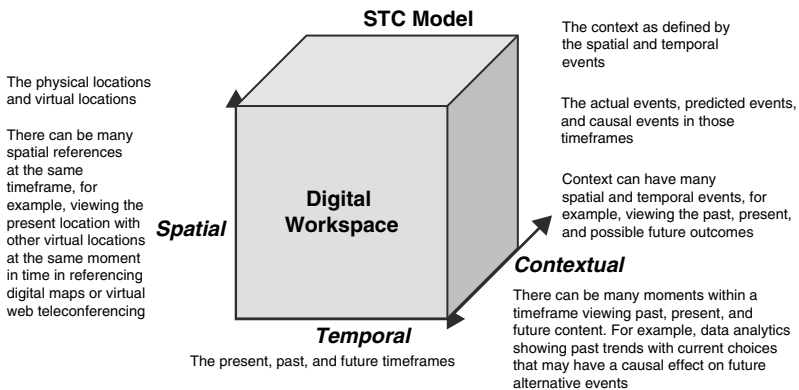 STC Model
The physical locations
and virtual locations
There can be many
spatial references
at the same
timeframe, for
example, viewing the
present location with
other virtual locations
at the same moment
in time in referencing
digital maps or virtual
web teleconferencing
Spatial
Digital
Workspace
Temporal
The present, past, and future timeframes
The context as defined by
the spatial and temporal
events
The actual events, predicted events,
and causal events in those
timeframes
Context can have many
spatial and temporal events, for
example, viewing the past, present,
and possible future outcomes
Contextual
There can be many moments within a
timeframe viewing past, present, and
future content. For example, data analytics
showing past trends with current choices
that may have a causal effect on future
alternative events